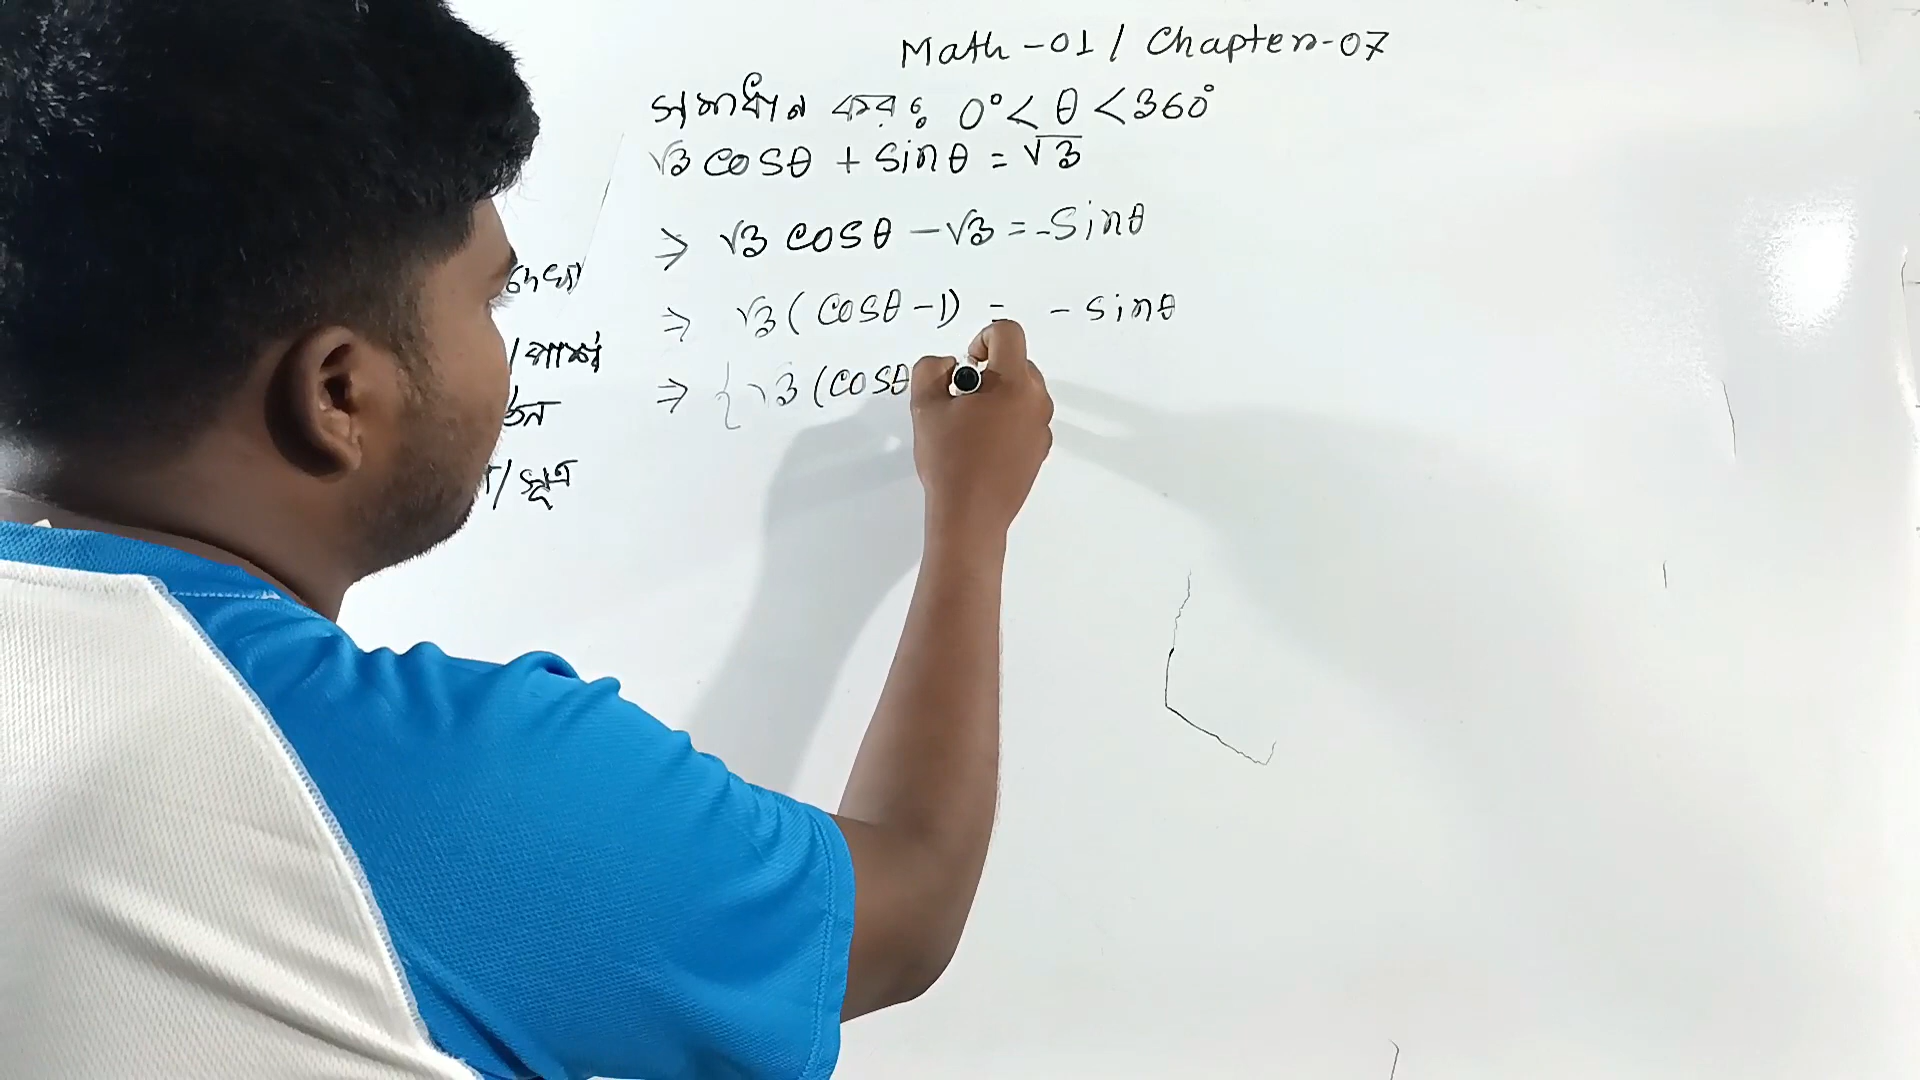 Math-01 / Chapter-07
সমাধান কর: 0° < θ < 360°
√3 cosθ + sinθ = √3
⇒ √3 cosθ - √3 = -sinθ
⇒ √3(cosθ-1) = -sinθ
⇒ {√3(cosθ